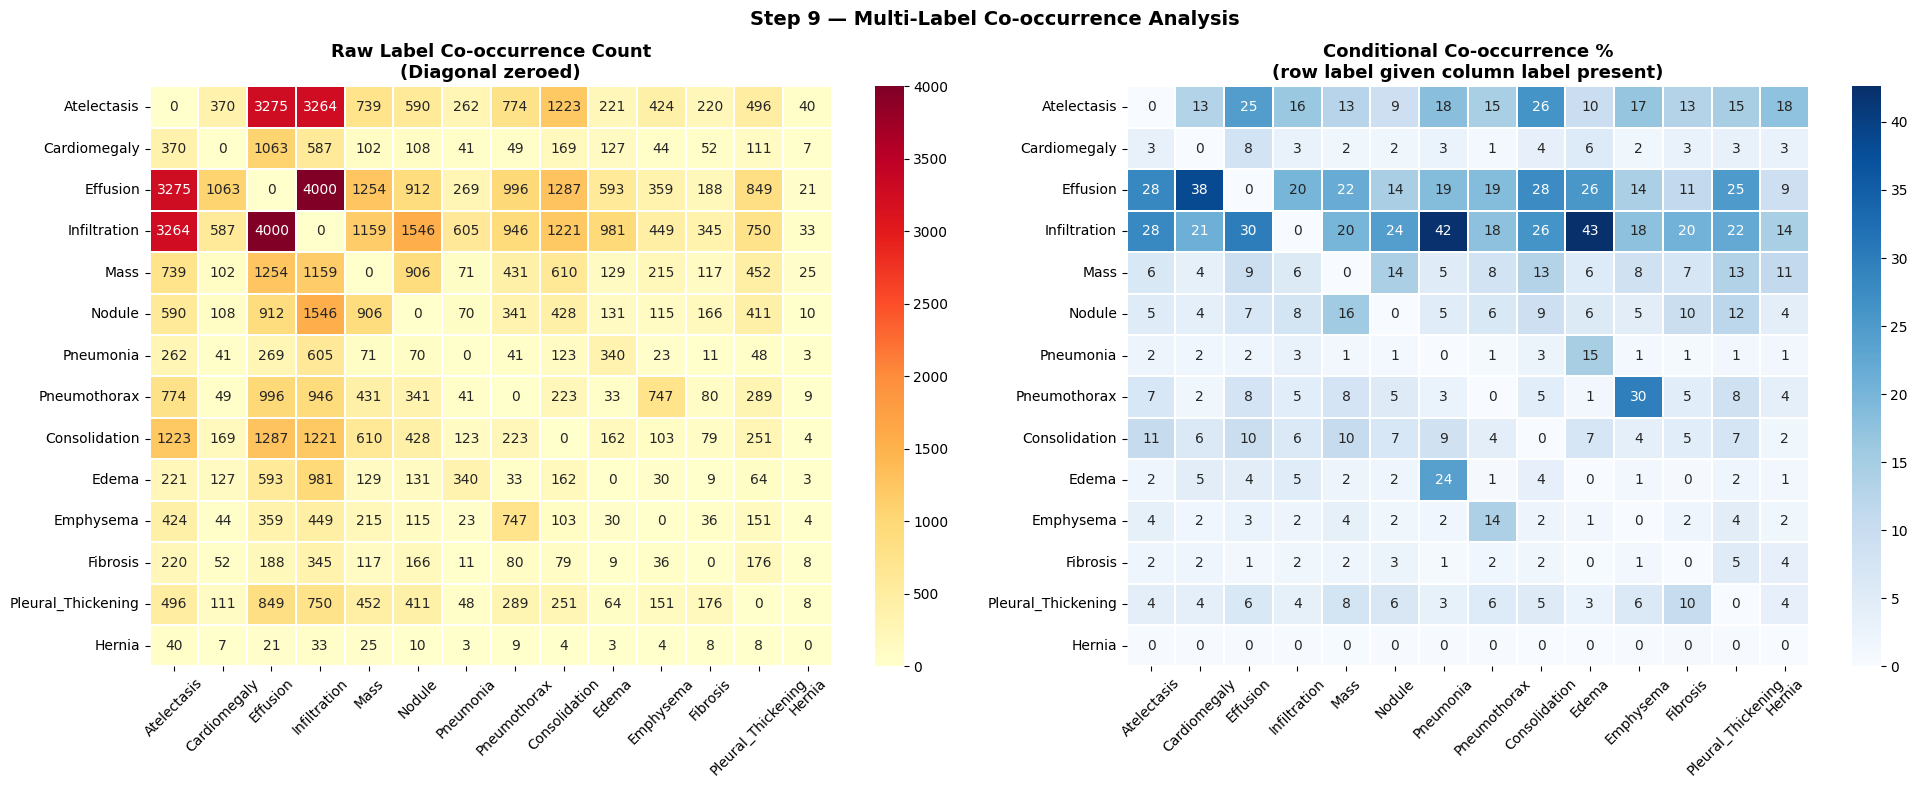 Step 9 — Multi-Label Co-occurrence Analysis
Raw Label Co-occurrence Count
(Diagonal zeroed)
Atelectasis 0 370 3275 3264 739 590 262 774 1223 221 424 220 496 40
Cardiomegaly 370 0 1063 587 102 108 41 49 169 127 44 52 111 7
Effusion 3275 1063 0 4000 1254 912 269 996 1287 593 359 188 849 21
Infiltration 3264 587 4000 0 1159 1546 605 946 1221 981 449 345 750 33
Mass 739 102 1254 1159 0 906 71 431 610 129 215 117 452 25
Nodule 590 108 912 1546 906 0 70 341 428 131 115 166 411 10
Pneumonia 262 41 269 605 71 70 0 41 123 340 23 11 48 3
Pneumothorax 774 49 996 946 431 341 41 0 223 33 747 80 289 9
Consolidation 1223 169 1287 1221 610 428 123 223 0 162 103 79 251 4
Edema 221 127 593 981 129 131 340 33 162 0 30 9 64 3
Emphysema 424 44 359 449 215 115 23 747 103 30 0 36 151 4
Fibrosis 220 52 188 345 117 166 11 80 79 9 36 0 176 8
Pleural_Thickening 496 111 849 750 452 411 48 289 251 64 151 176 0 8
Hernia 40 7 21 33 25 10 3 9 4 3 4 8 8 0
Atelectasis Cardiomegaly Effusion Infiltration Mass Nodule Pneumonia Pneumothorax Consolidation Edema Emphysema Fibrosis Pleural_Thickening Hernia
4000
3500
3000
2500
2000
1500
1000
500
0
Conditional Co-occurrence %
(row label given column label present)
Atelectasis 0 13 25 16 13 9 18 15 26 10 17 13 15 18
Cardiomegaly 3 0 8 3 2 2 3 1 4 6 2 3 3 3
Effusion 28 38 0 20 22 14 19 19 28 26 14 11 25 9
Infiltration 28 21 30 0 20 24 42 18 26 43 18 20 22 14
Mass 6 4 9 6 0 14 5 8 13 6 8 7 13 11
Nodule 5 4 7 8 16 0 5 6 9 6 5 10 12 4
Pneumonia 2 2 2 3 1 1 0 1 3 15 1 1 1 1
Pneumothorax 7 2 8 5 8 5 3 0 5 1 30 5 8 4
Consolidation 11 6 10 6 10 7 9 4 0 7 4 5 7 2
Edema 2 5 4 5 2 2 24 1 4 0 1 0 2 1
Emphysema 4 2 3 2 4 2 2 14 2 1 0 2 4 2
Fibrosis 2 2 1 2 2 3 1 2 2 0 1 0 5 4
Pleural_Thickening 4 4 6 4 8 6 3 6 5 3 6 10 0 4
Hernia 0 0 0 0 0 0 0 0 0 0 0 0 0 0
Atelectasis Cardiomegaly Effusion Infiltration Mass Nodule Pneumonia Pneumothorax Consolidation Edema Emphysema Fibrosis Pleural_Thickening Hernia
40
35
30
25
20
15
10
5
0